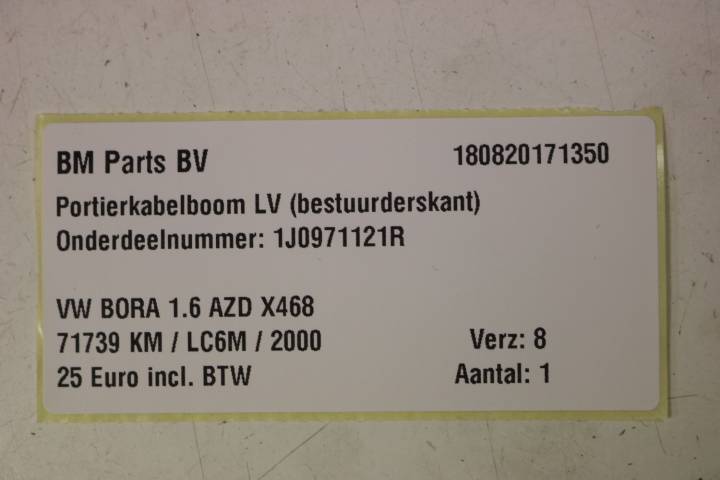 BM Parts BV 180820171350
Portierkabelboom LV (bestuurderskant)
Onderdeelnummer: 1J0971121R
VW BORA 1.6 AZD X468
71739 KM / LC6M / 2000 Verz: 8
25 Euro incl. BTW Aantal: 1